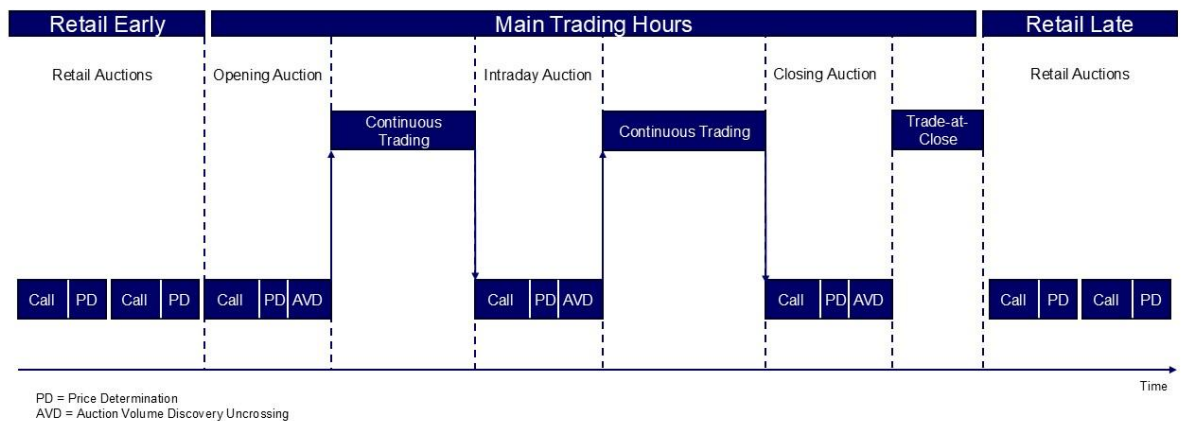 Retail Early
Main Trading Hours
Retail Late
Retail Auctions
Opening Auction
Intraday Auction
Closing Auction
Retail Auctions
Continuous
Trading
Continuous Trading
Trade-at-
Close
Call PD Call PD Call PD AVD Call PD AVD Call PD AVD Call PD Call PD
Time
PD = Price Determination
AVD = Auction Volume Discovery Uncrossing